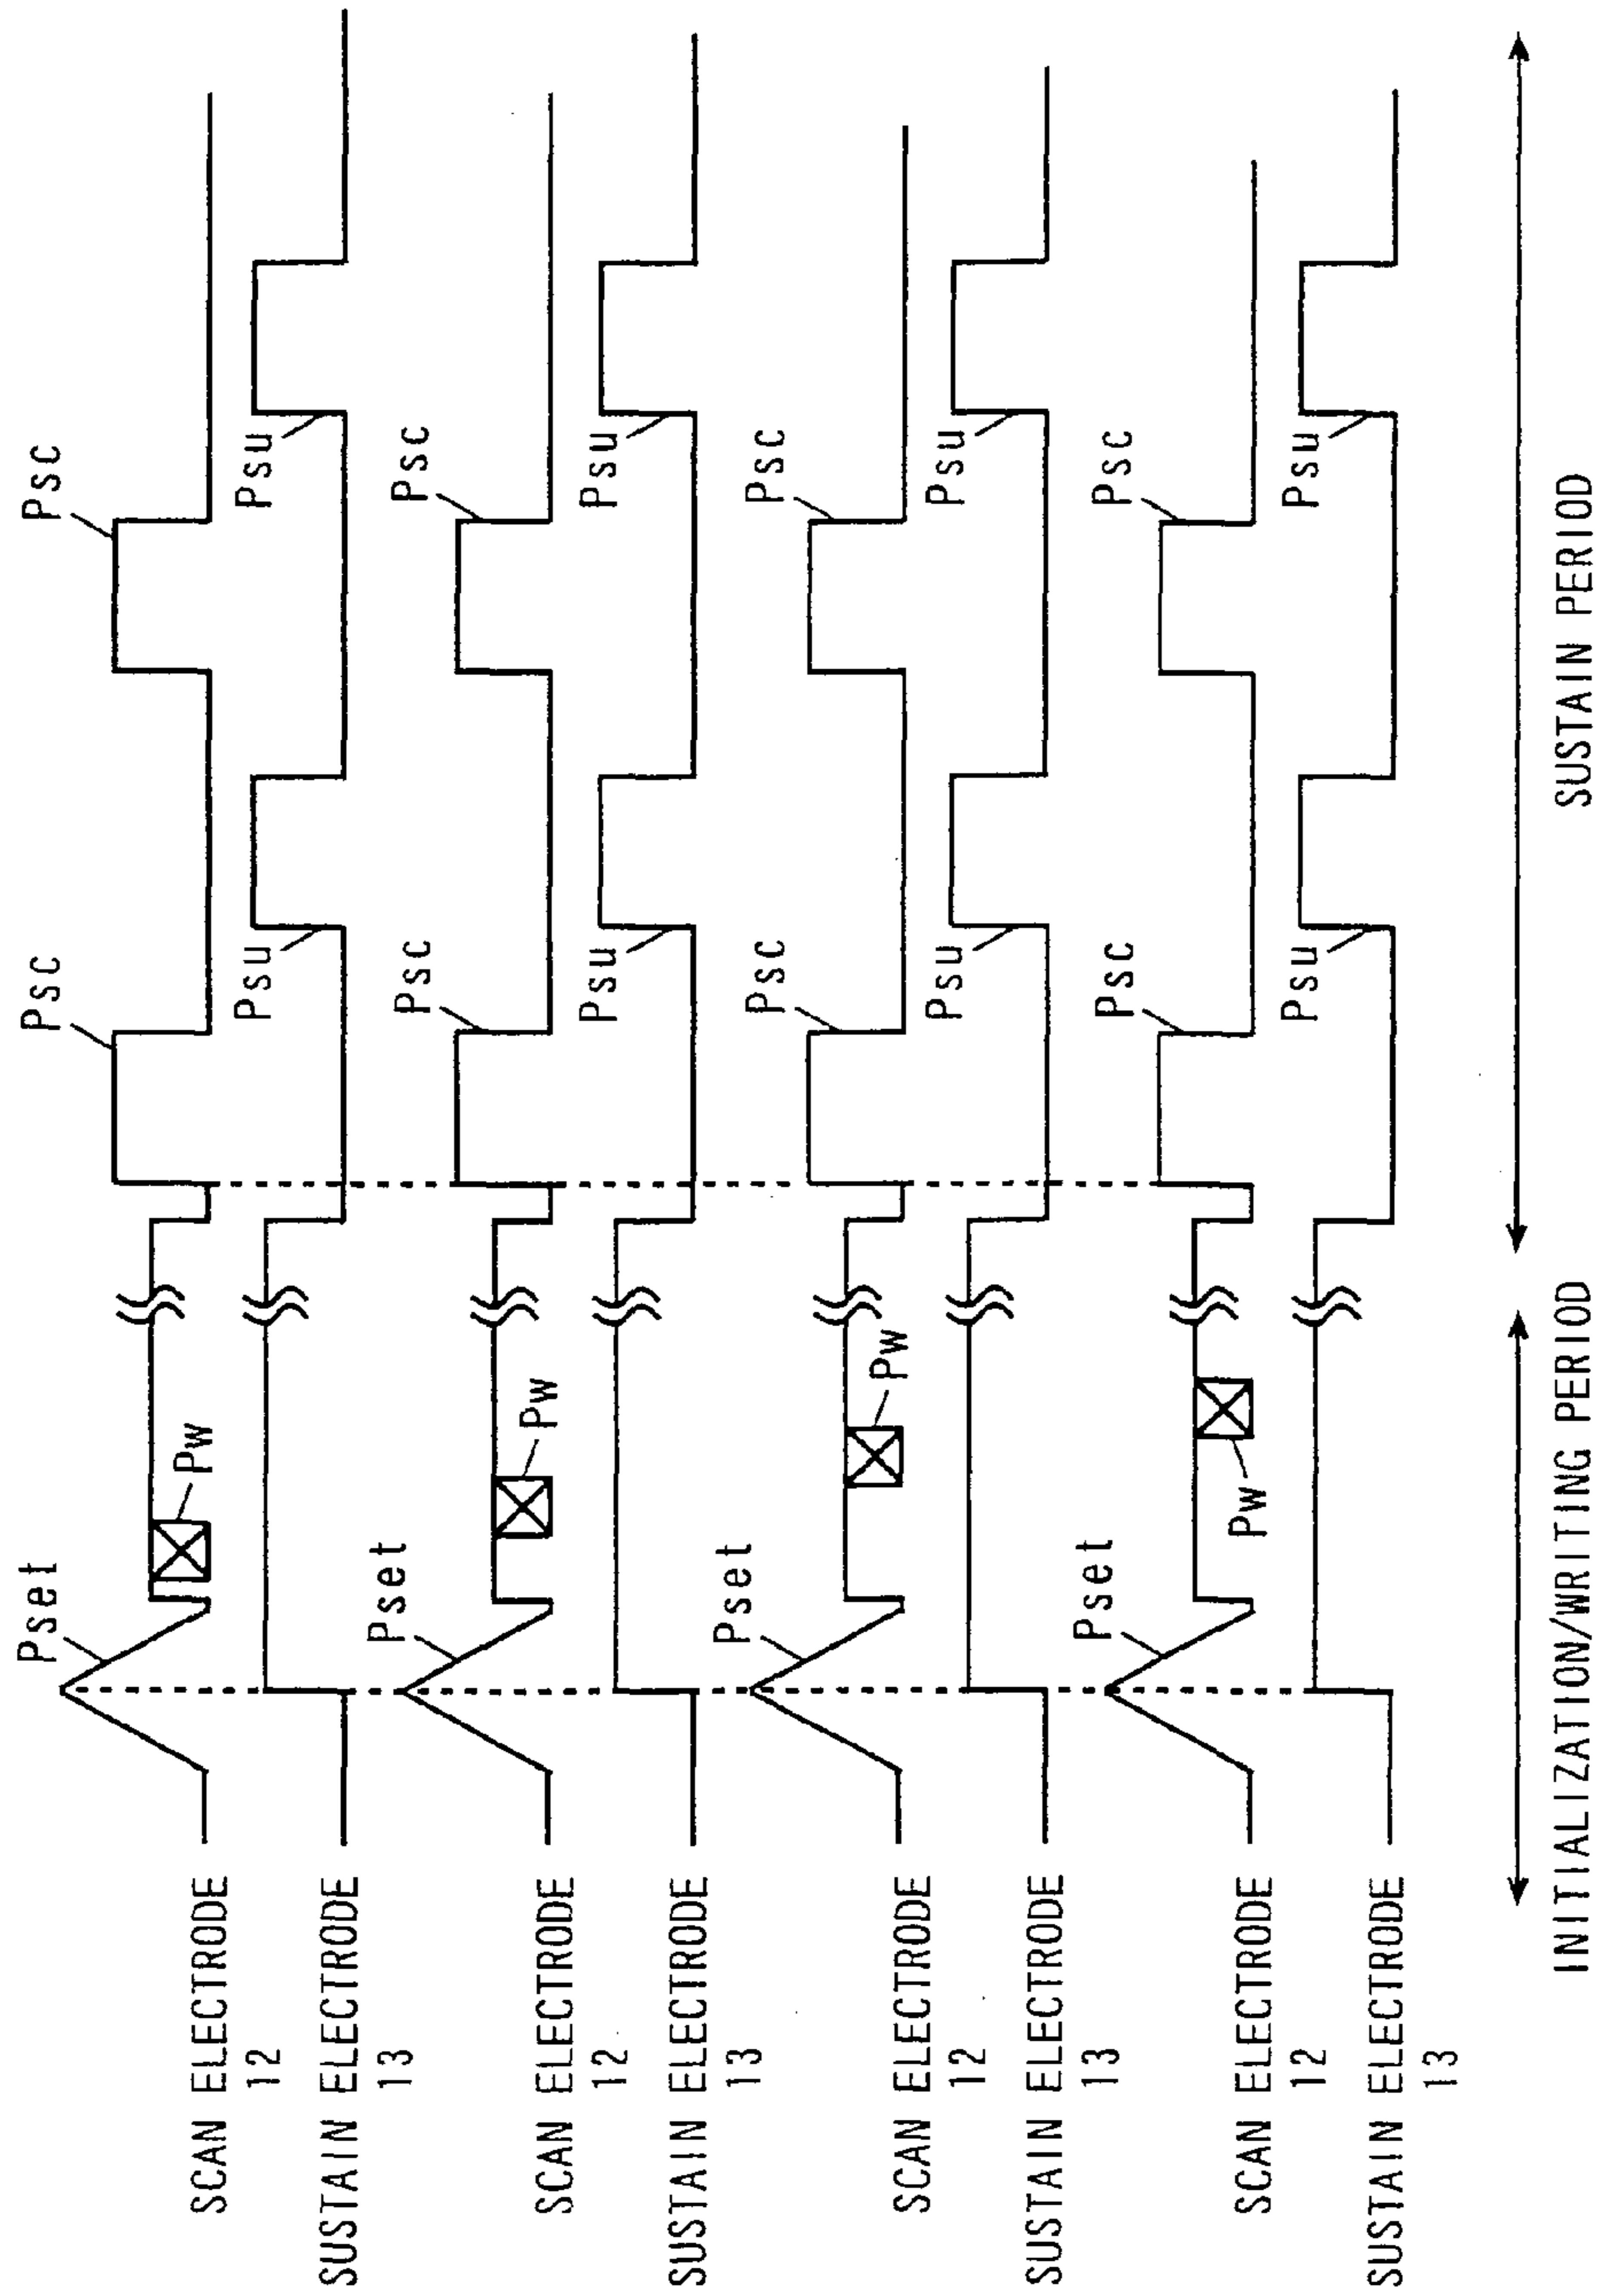 Pset
Pw
Psc
Psc
SCAN ELECTRODE
12
Psu
Psu
SUSTAIN ELECTRODE
13
Pset
Pw
Psc
Psc
SCAN ELECTRODE
12
Psu
Psu
SUSTAIN ELECTRODE
13
Pset
Pw
Psc
Psc
SCAN ELECTRODE
12
Psu
Psu
SUSTAIN ELECTRODE
13
Pset
Pw
Psc
Psc
SCAN ELECTRODE
12
Psu
Psu
SUSTAIN ELECTRODE
13
INITIALIZATION/WRITING PERIOD
SUSTAIN PERIOD